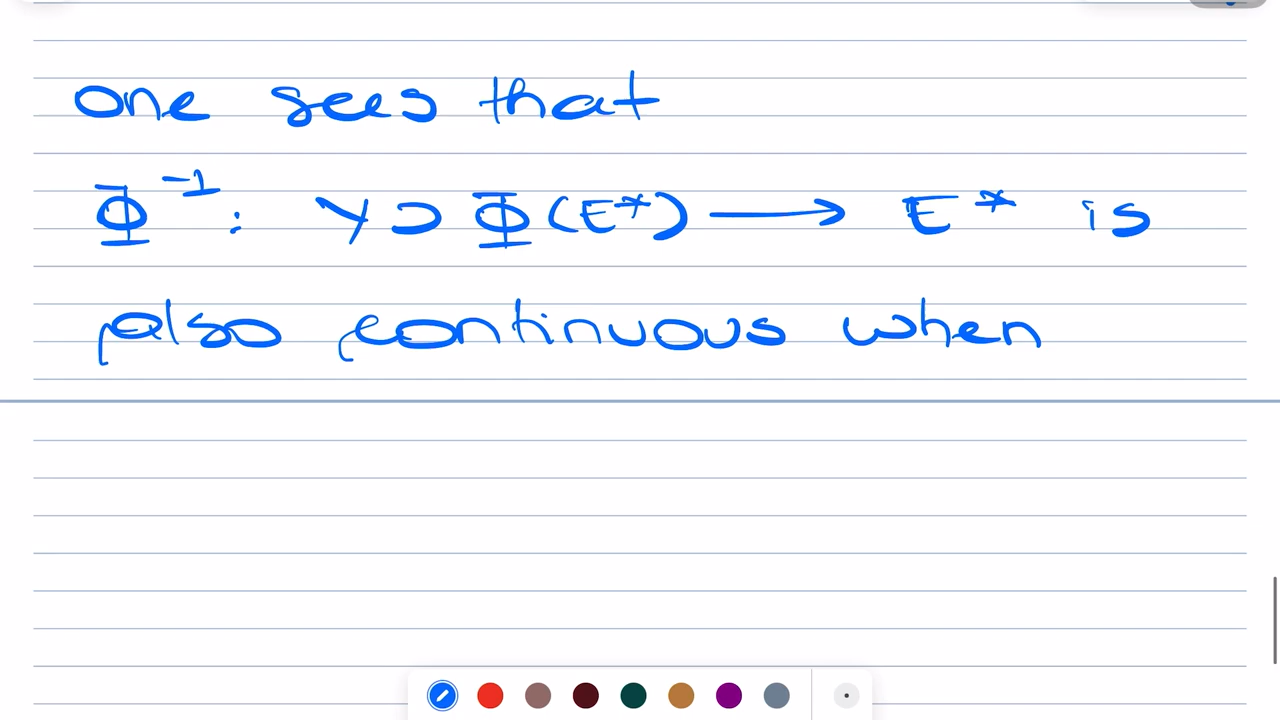 one sees that
Φ⁻¹: Y ⊃ Φ(E*) ⟶ E* is
also continuous when